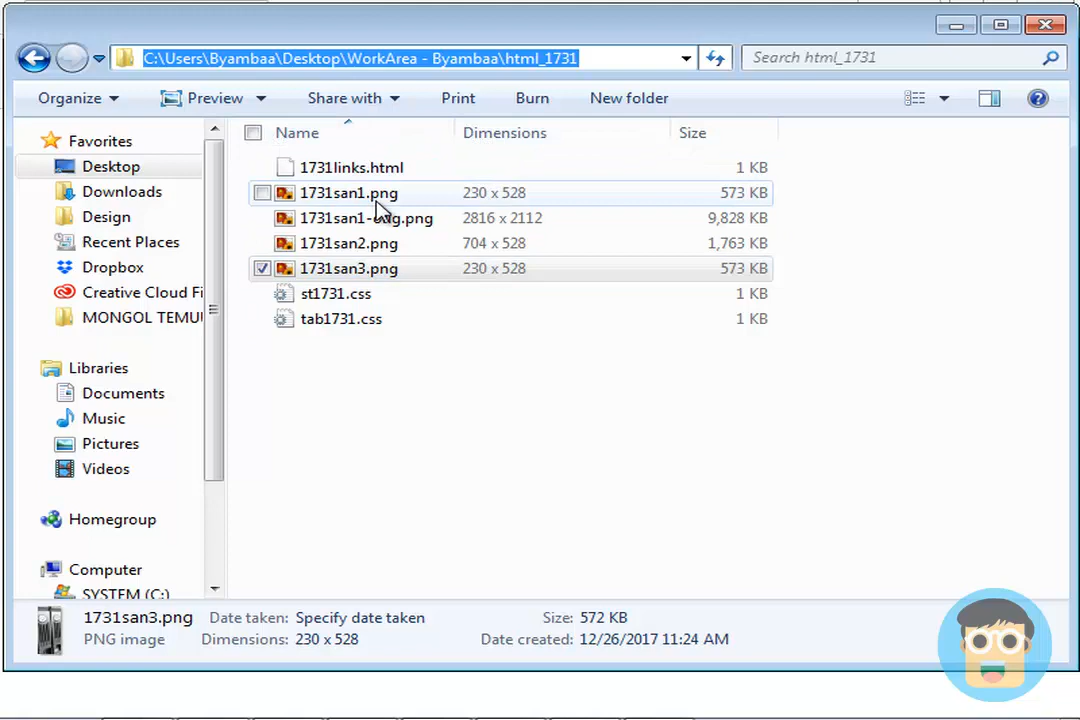 C:\Users\Byambaa\Desktop\WorkArea - Byambaa\html_1731
Search html_1731
Organize Preview Share with Print Burn New folder
Favorites
Desktop
Downloads
Design
Recent Places
Dropbox
Creative Cloud Fi
MONGOL TEMU
Libraries
Documents
Music
Pictures
Videos
Homegroup
Computer
SYSTEM (C:)
Name Dimensions Size
1731links.html 1 KB
1731san1.png 230 x 528 573 KB
2816 x 2112 9,828 KB
1731san2.png 704 x 528 1,763 KB
1731san3.png 230 x 528 573 KB
st1731.css 1 KB
tab1731.css 1 KB
1731san3.png Date taken: Specify date taken Size: 572 KB
PNG image Dimensions: 230 x 528 Date created: 12/26/2017 11:24 AM